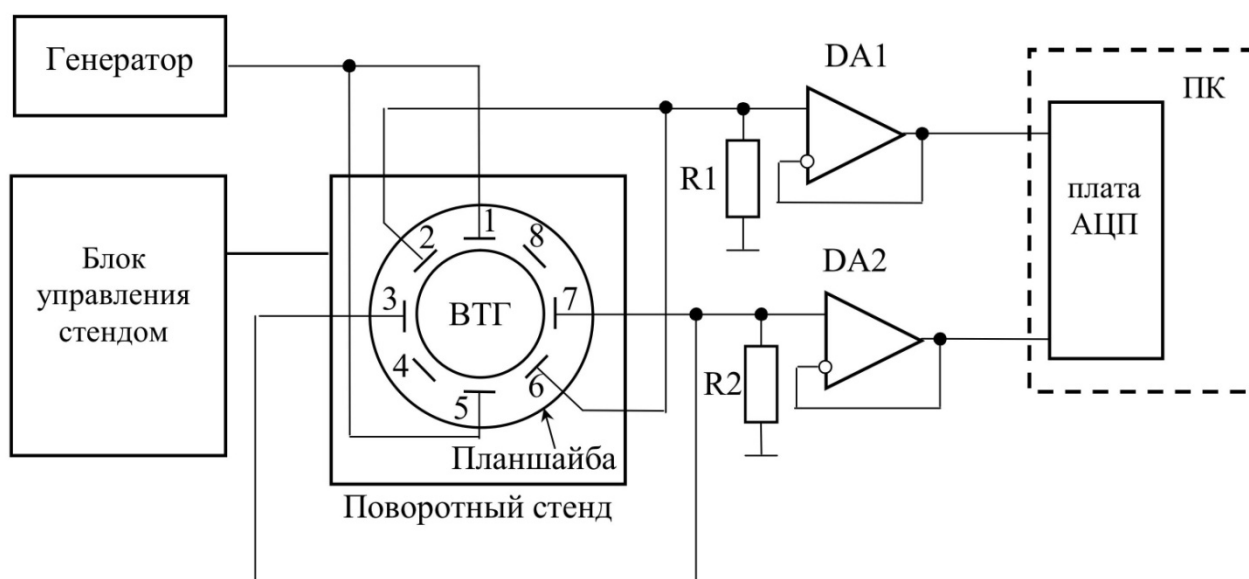 Генератор
DA1
ПК
R1
плата
АЦП
Блок
управления
стендом
1
2
8
3
ВТГ
7
4
6
5
DA2
R2
Планшайба
Поворотный стенд